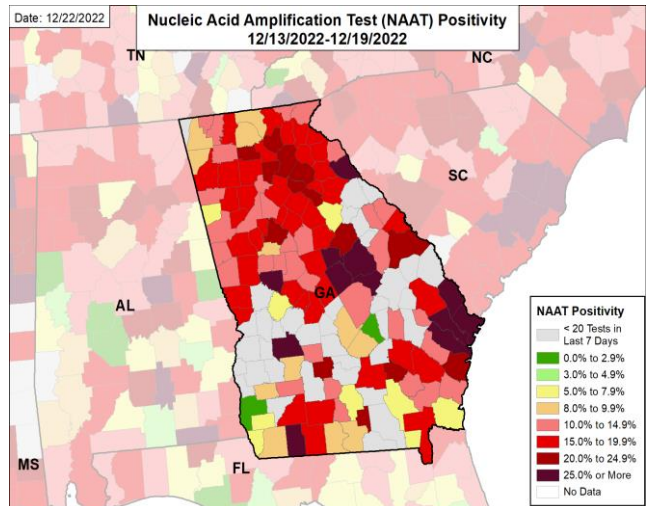 Date: 12/22/2022
Nucleic Acid Amplification Test (NAAT) Positivity
12/13/2022-12/19/2022
TN
NC
SC
AL
GA
MS
FL
NAAT Positivity
< 20 Tests in
Last 7 Days
0.0% to 2.9%
3.0% to 4.9%
5.0% to 7.9%
8.0% to 9.9%
10.0% to 14.9%
15.0% to 19.9%
20.0% to 24.9%
25.0% or More
No Data